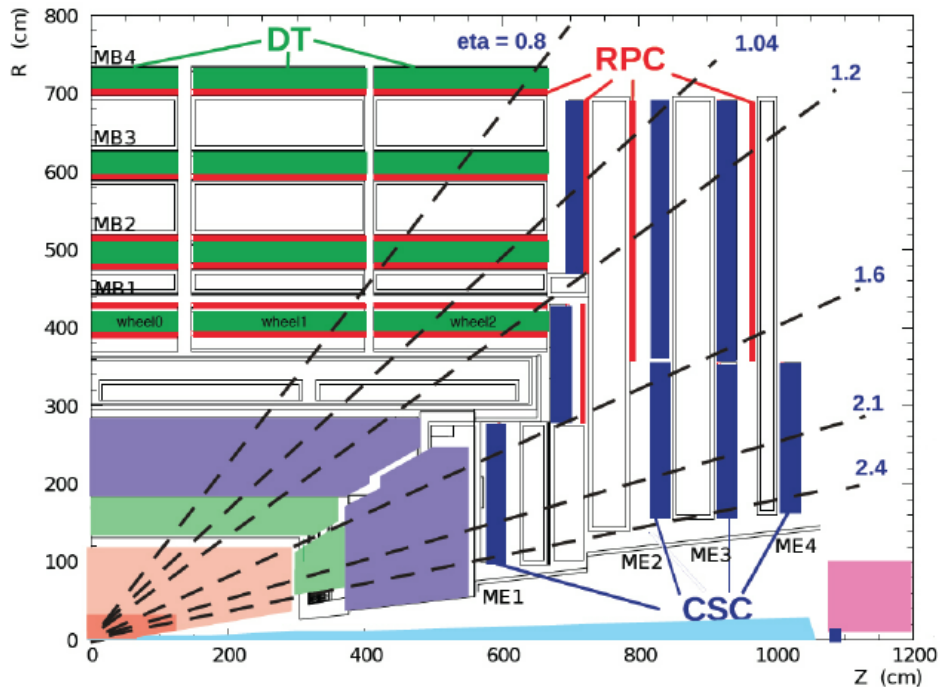 R (cm)
800
700
600
500
400
300
200
100
0
MB4
MB3
MB2
MB1
DT
eta = 0.8
RPC
1.04
1.2
1.6
2.1
2.4
wheel0
wheel1
wheel2
ME1
ME2
ME3
ME4
CSC
0
200
400
600
800
1000
1200
Z (cm)